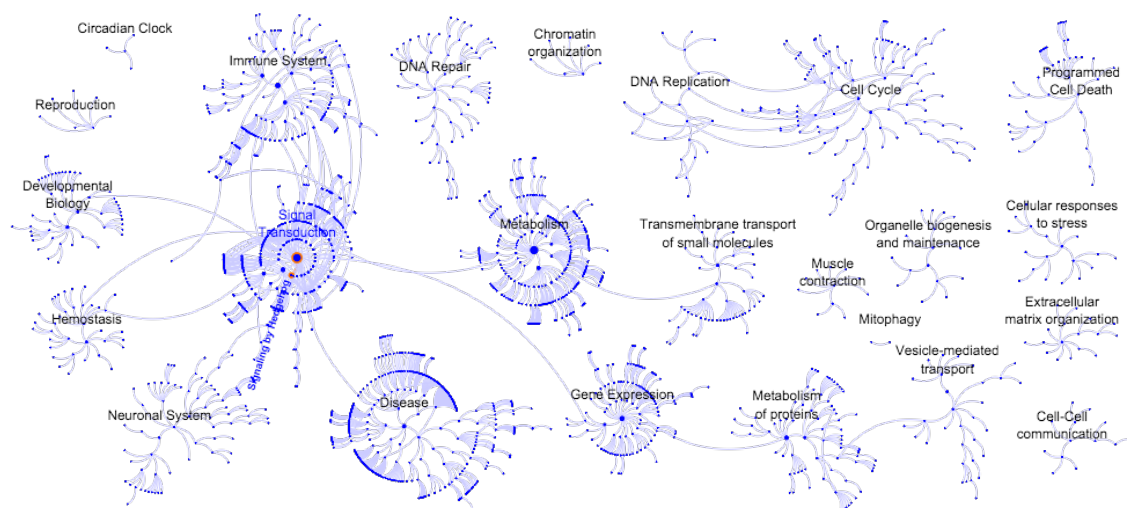 Circadian Clock
Immune System
DNA Repair
Chromatin
organization
DNA Replication
Cell Cycle
Programmed
Cell Death
Reproduction
Developmental
Biology
Signal
Transduction
Metabolism
Transmembrane transport
of small molecules
Organelle biogenesis
and maintenance
Cellular responses
to stress
Muscle
contraction
Hemostasis
Signaling by Hedgehog
Mitophagy
Extracellular
matrix organization
Neuronal System
Disease
Gene Expression
Metabolism
of proteins
Vesicle-mediated
transport
Cell-Cell
communication